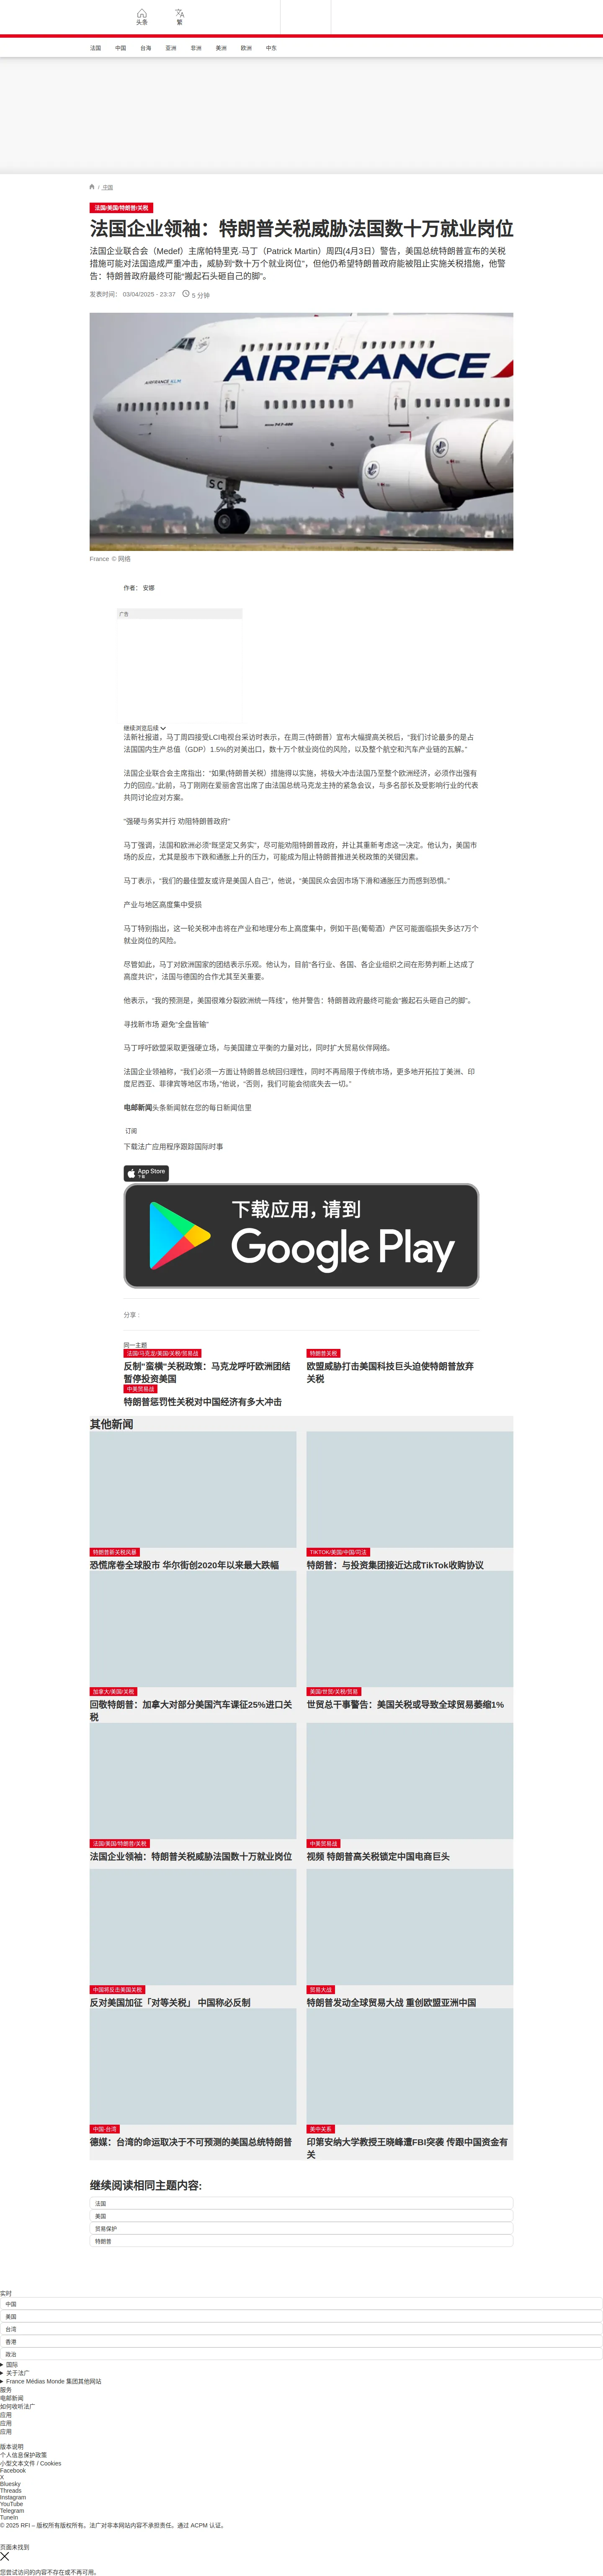 头条
繁
法国
中国
台海
亚洲
非洲
美洲
欧洲
中东
/ 中国
法国/美国/特朗普/关税
法国企业领袖：特朗普关税威胁法国数十万就业岗位
法国企业联合会（Medef）主席帕特里克·马丁（Patrick Martin）周四(4月3日）警告，美国总统特朗普宣布的关税
措施可能对法国造成严重冲击，威胁到“数十万个就业岗位”，但他仍希望特朗普政府能被阻止实施关税措施，他警
告：特朗普政府最终可能“搬起石头砸自己的脚”。
发表时间： 03/04/2025 - 23:37
5 分钟
AIRFRANCE
AIRFRANCE KLM
747-400
France © 网络
作者： 安娜
广告
继续浏览后续
法新社报道，马丁周四接受LCI电视台采访时表示，在周三(特朗普）宣布大幅提高关税后，“我们讨论最多的是占
法国国内生产总值（GDP）1.5%的对美出口，数十万个就业岗位的风险，以及整个航空和汽车产业链的瓦解。”
法国企业联合会主席指出：“如果(特朗普关税）措施得以实施，将极大冲击法国乃至整个欧洲经济，必须作出强有
力的回应。”此前，马丁刚刚在爱丽舍宫出席了由法国总统马克龙主持的紧急会议，与多名部长及受影响行业的代表
共同讨论应对方案。
“强硬与务实并行 劝阻特朗普政府”
马丁强调，法国和欧洲必须“既坚定又务实”，尽可能劝阻特朗普政府，并让其重新考虑这一决定。他认为，美国市
场的反应，尤其是股市下跌和通胀上升的压力，可能成为阻止特朗普推进关税政策的关键因素。
马丁表示，“我们的最佳盟友或许是美国人自己”，他说，“美国民众会因市场下滑和通胀压力而感到恐惧。”
产业与地区高度集中受损
马丁特别指出，这一轮关税冲击将在产业和地理分布上高度集中，例如干邑(葡萄酒）产区可能面临损失多达7万个
就业岗位的风险。
尽管如此，马丁对欧洲国家的团结表示乐观。他认为，目前“各行业、各国、各企业组织之间在形势判断上达成了
高度共识”，法国与德国的合作尤其至关重要。
他表示，“我的预测是，美国很难分裂欧洲统一阵线”，他并警告：特朗普政府最终可能会“搬起石头砸自己的脚”。
寻找新市场 避免“全盘皆输”
马丁呼吁欧盟采取更强硬立场，与美国建立平衡的力量对比，同时扩大贸易伙伴网络。
法国企业领袖称，“我们必须一方面让特朗普总统回归理性，同时不再局限于传统市场，更多地开拓拉丁美洲、印
度尼西亚、菲律宾等地区市场，”他说，“否则，我们可能会彻底失去一切。”
电邮新闻头条新闻就在您的每日新闻信里
订阅
下载法广应用程序跟踪国际时事
App Store
下载
下载应用，请到
Google Play
分享 :
同一主题
法国/马克龙/美国/关税/贸易战
反制"蛮横"关税政策：马克龙呼吁欧洲团结
暂停投资美国
特朗普关税
欧盟威胁打击美国科技巨头迫使特朗普放弃
关税
中美贸易战
特朗普惩罚性关税对中国经济有多大冲击
其他新闻
特朗普新关税风暴
恐慌席卷全球股市 华尔街创2020年以来最大跌幅
TIKTOK/美国/中国/司法
特朗普：与投资集团接近达成TikTok收购协议
加拿大/美国/关税
回敬特朗普：加拿大对部分美国汽车课征25%进口关
税
美国/世贸/关税/贸易
世贸总干事警告：美国关税或导致全球贸易萎缩1%
法国/美国/特朗普/关税
法国企业领袖：特朗普关税威胁法国数十万就业岗位
中美贸易战
视频 特朗普高关税锁定中国电商巨头
中国将反击美国关税
反对美国加征「对等关税」 中国称必反制
贸易大战
特朗普发动全球贸易大战 重创欧盟亚洲中国
中国-台湾
德媒：台湾的命运取决于不可预测的美国总统特朗普
美中关系
印第安纳大学教授王晓峰遭FBI突袭 传跟中国资金有
关
继续阅读相同主题内容:
法国
美国
贸易保护
特朗普
实时
中国
美国
台湾
香港
政治
国际
关于法广
France Médias Monde 集团其他网站
服务
电邮新闻
如何收听法广
应用
应用
应用
版本说明
个人信息保护政策
小型文本文件 / Cookies
Facebook
X
Bluesky
Threads
Instagram
YouTube
Telegram
TuneIn
© 2025 RFI – 版权所有版权所有，法广对非本网站内容不承担责任。通过 ACPM 认证。
页面未找到
您尝试访问的内容不存在或不再可用。